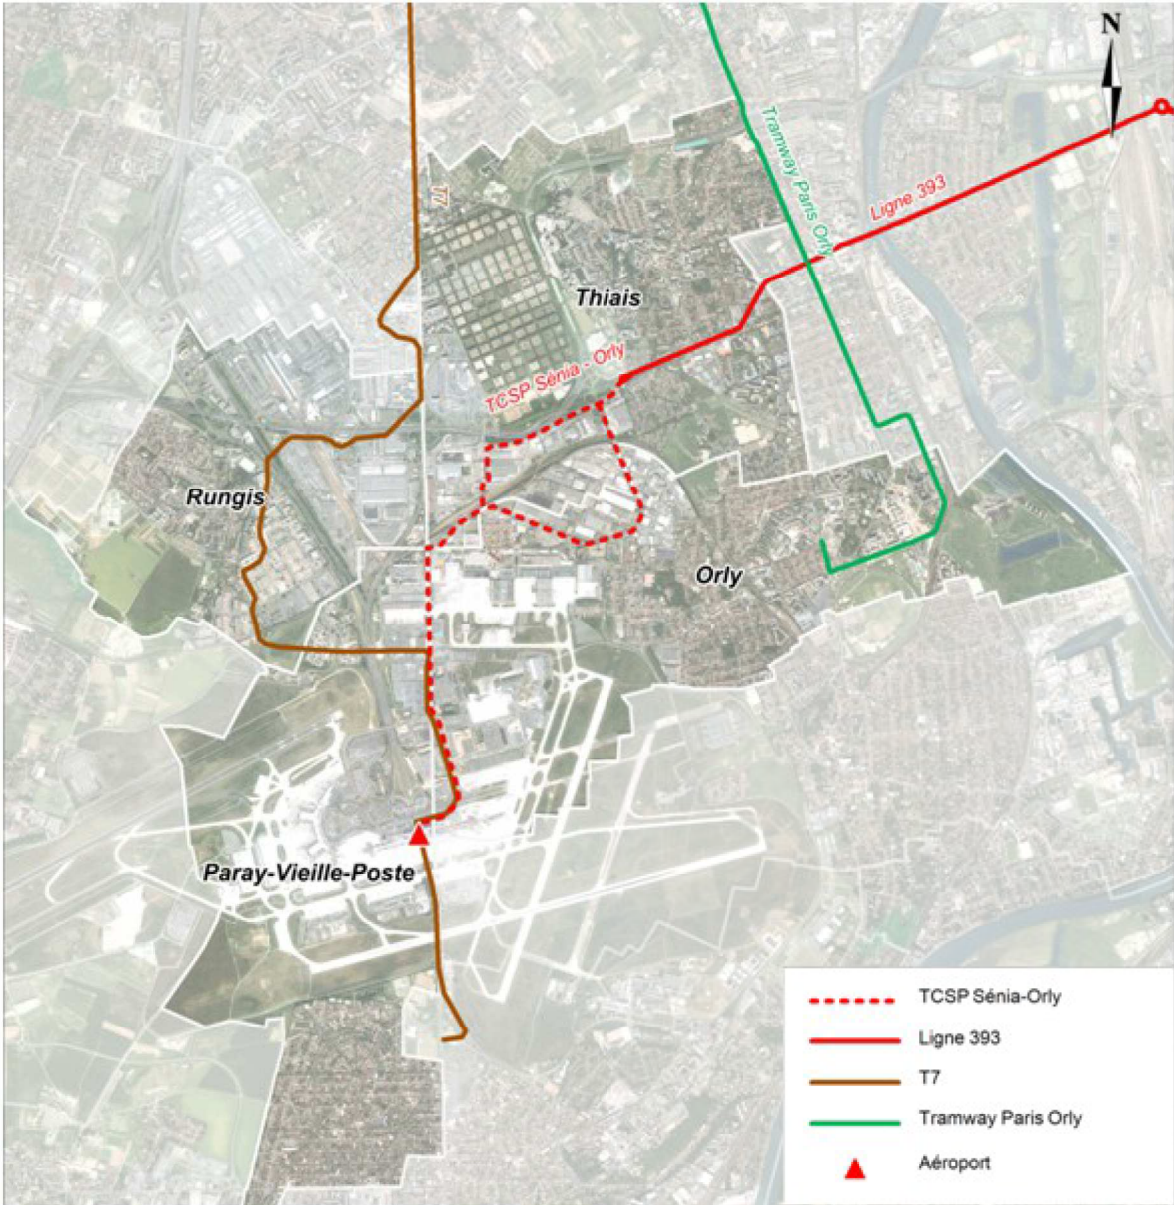 N
Tramway Paris Orly
Ligne 393
T7
Thiais
TCSP Sénia - Orly
Rungis
Orly
Paray-Vieille-Poste
TCSP Sénia-Orly
Ligne 393
T7
Tramway Paris Orly
Aéroport